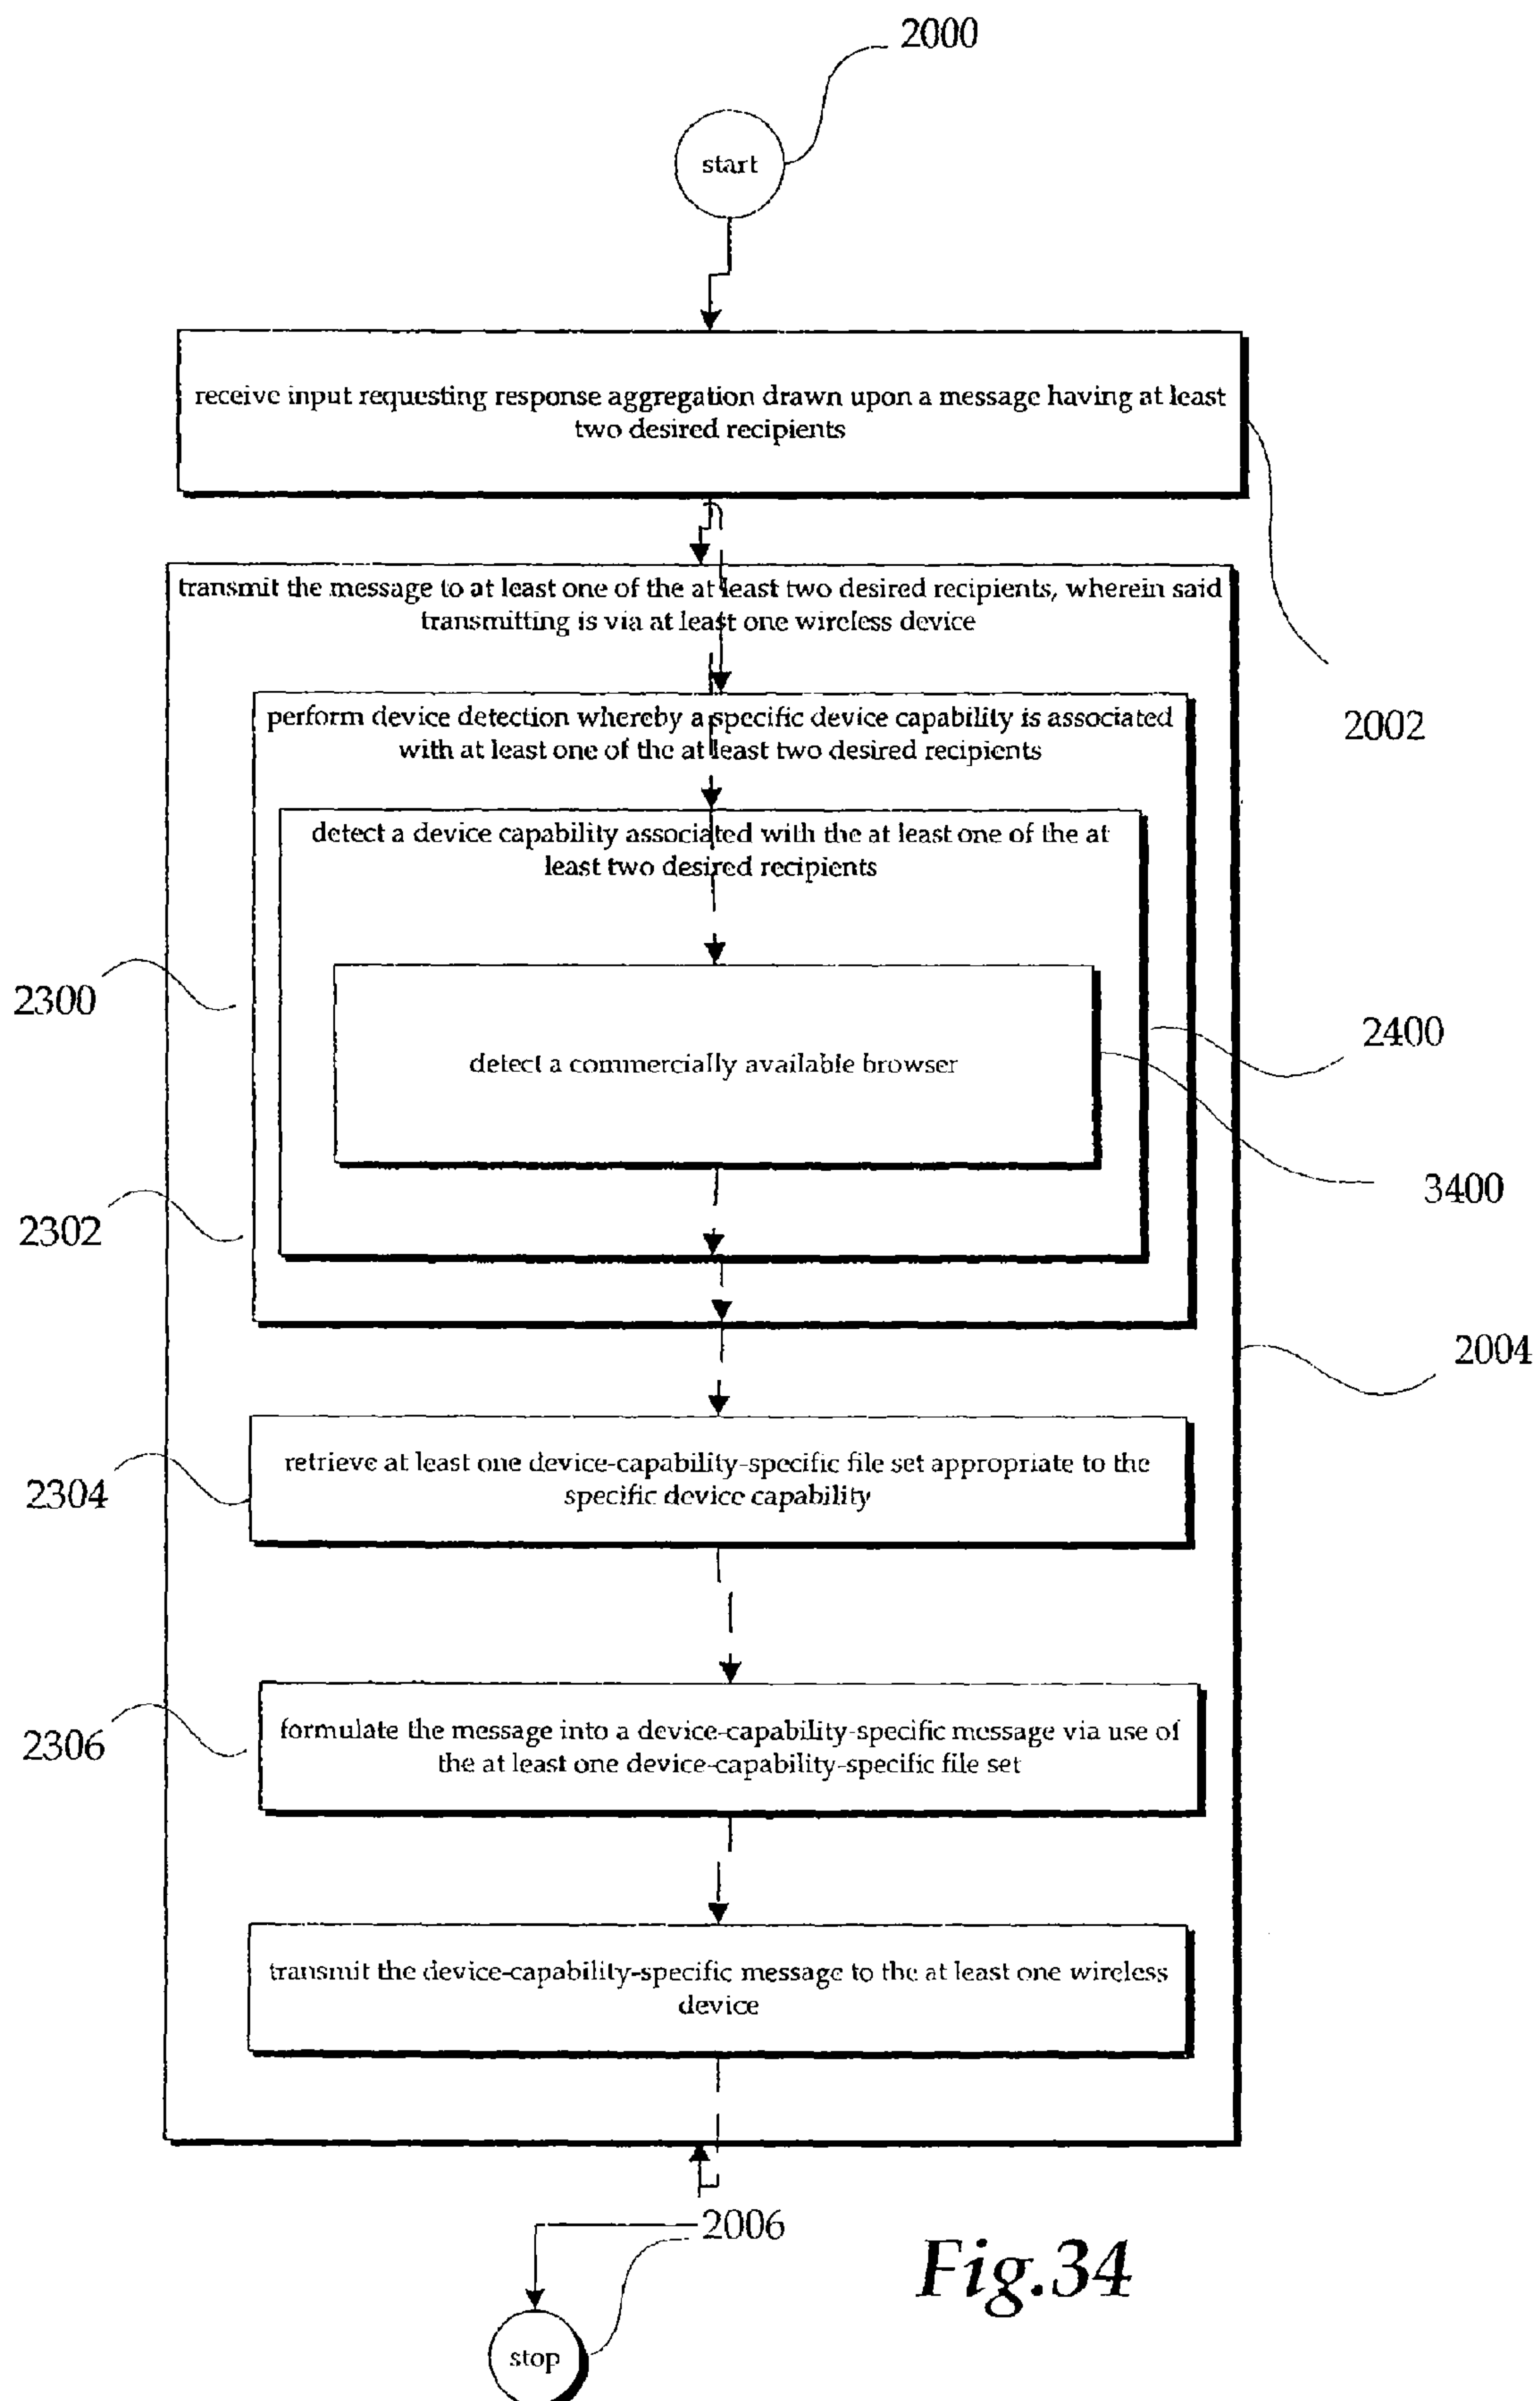 2000
start
receive input requesting response aggregation drawn upon a message having at least
two desired recipients
2002
transmit the message to at least one of the at least two desired recipients, wherein said
transmitting is via at least one wireless device
perform device detection whereby a specific device capability is associated
with at least one of the at least two desired recipients
detect a device capability associated with the at least one of the at
least two desired recipients
2300
2400
detect a commercially available browser
3400
2302
2004
retrieve at least one device-capability-specific file set appropriate to the
specific device capability
2304
formulate the message into a device-capability-specific message via use of
the at least one device-capability-specific file set
2306
transmit the device-capability-specific message to the at least one wireless
device
2006
Fig.34
stop